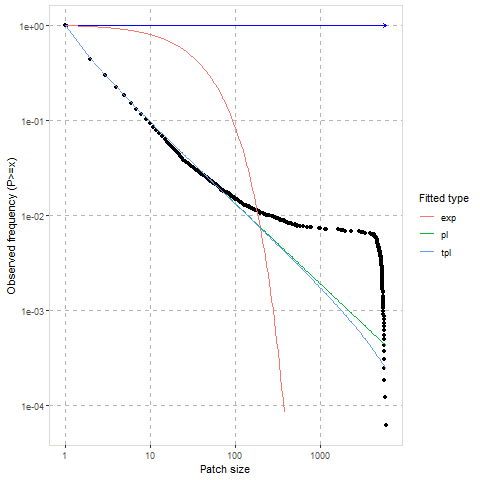 1e+00
1e-01
1e-02
1e-03
1e-04
Observed frequency (P>=x)
1
10
100
1000
Patch size
Fitted type
exp
pl
tpl